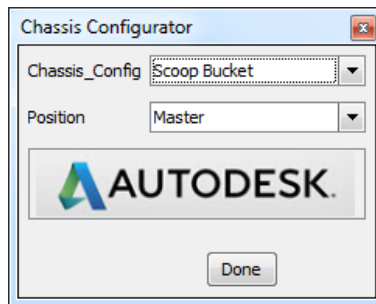 Chassis Configurator
Chassis_Config Scoop Bucket
Position Master
AUTODESK.
Done